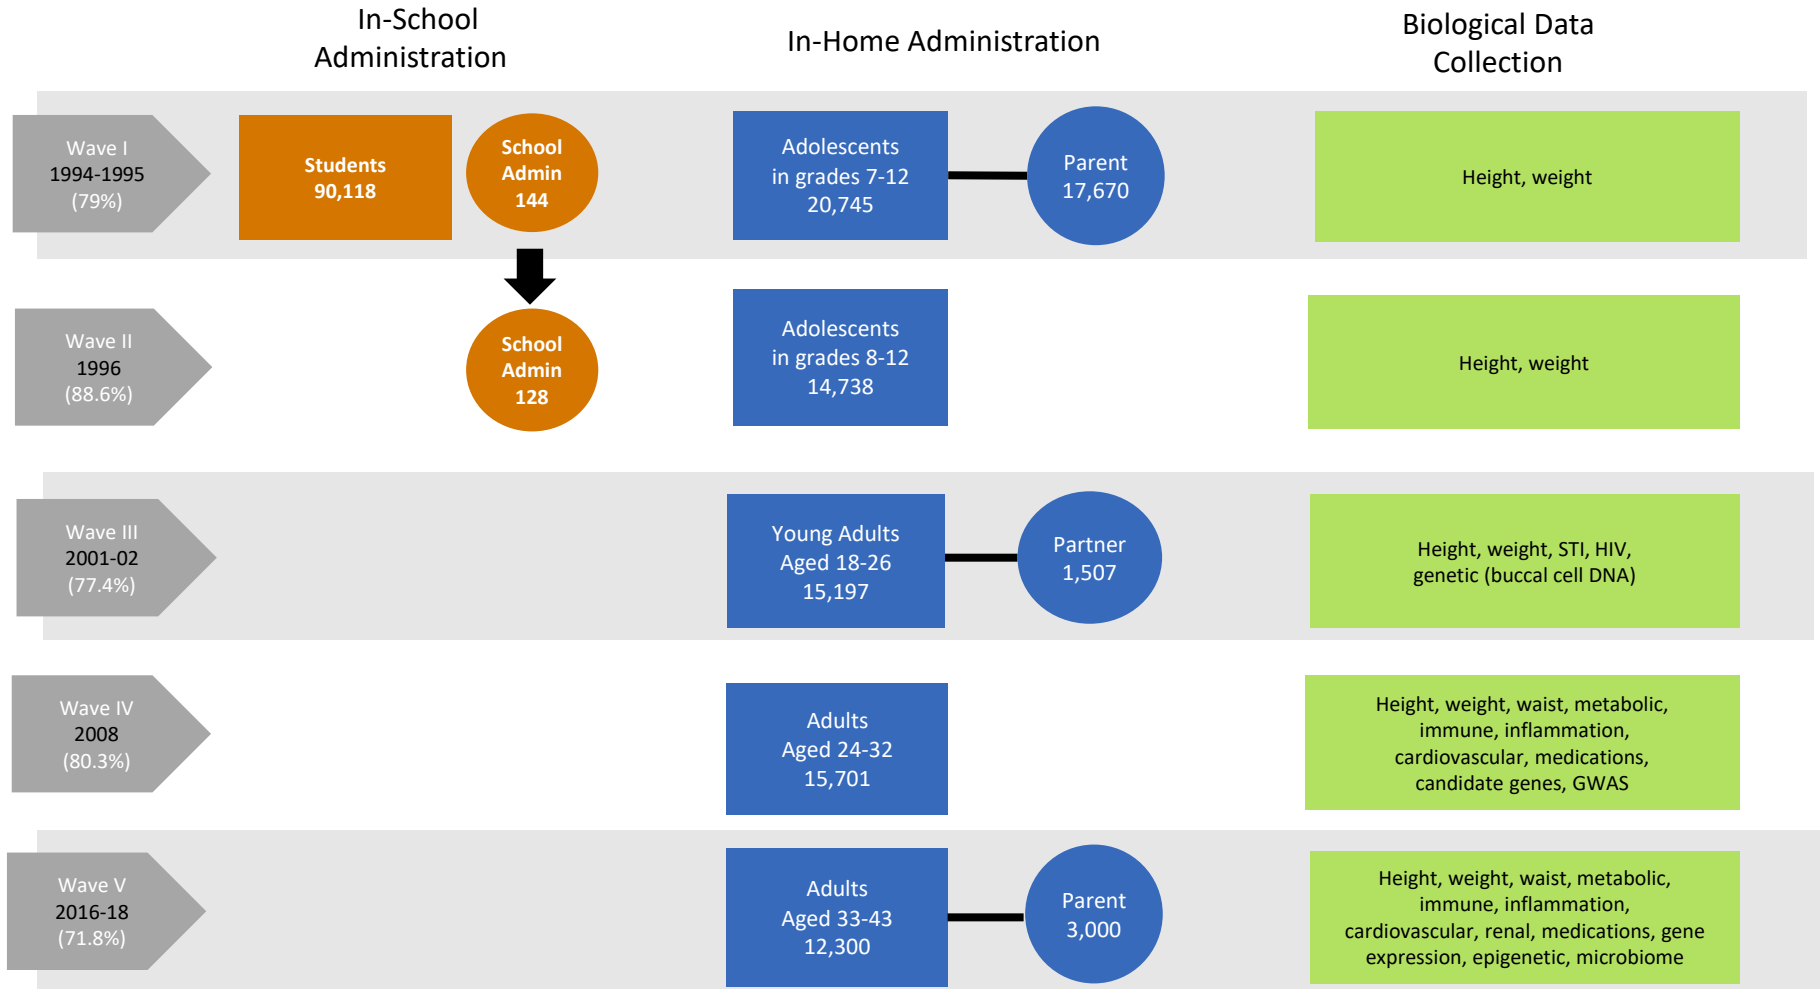 In-School
Administration
In-Home Administration
Biological Data
Collection
Wave I
1994-1995
(79%)
Students
90,118
School
Admin
144
Adolescents
in grades 7-12
20,745
Parent
17,670
Height, weight
Wave II
1996
(88.6%)
School
Admin
128
Adolescents
in grades 8-12
14,738
Height, weight
Wave III
2001-02
(77.4%)
Young Adults
Aged 18-26
15,197
Partner
1,507
Height, weight, STI, HIV,
genetic (buccal cell DNA)
Wave IV
2008
(80.3%)
Adults
Aged 24-32
15,701
Height, weight, waist, metabolic,
immune, inflammation,
cardiovascular, medications,
candidate genes, GWAS
Wave V
2016-18
(71.8%)
Adults
Aged 33-43
12,300
Parent
3,000
Height, weight, waist, metabolic,
immune, inflammation,
cardiovascular, renal, medications, gene
expression, epigenetic, microbiome